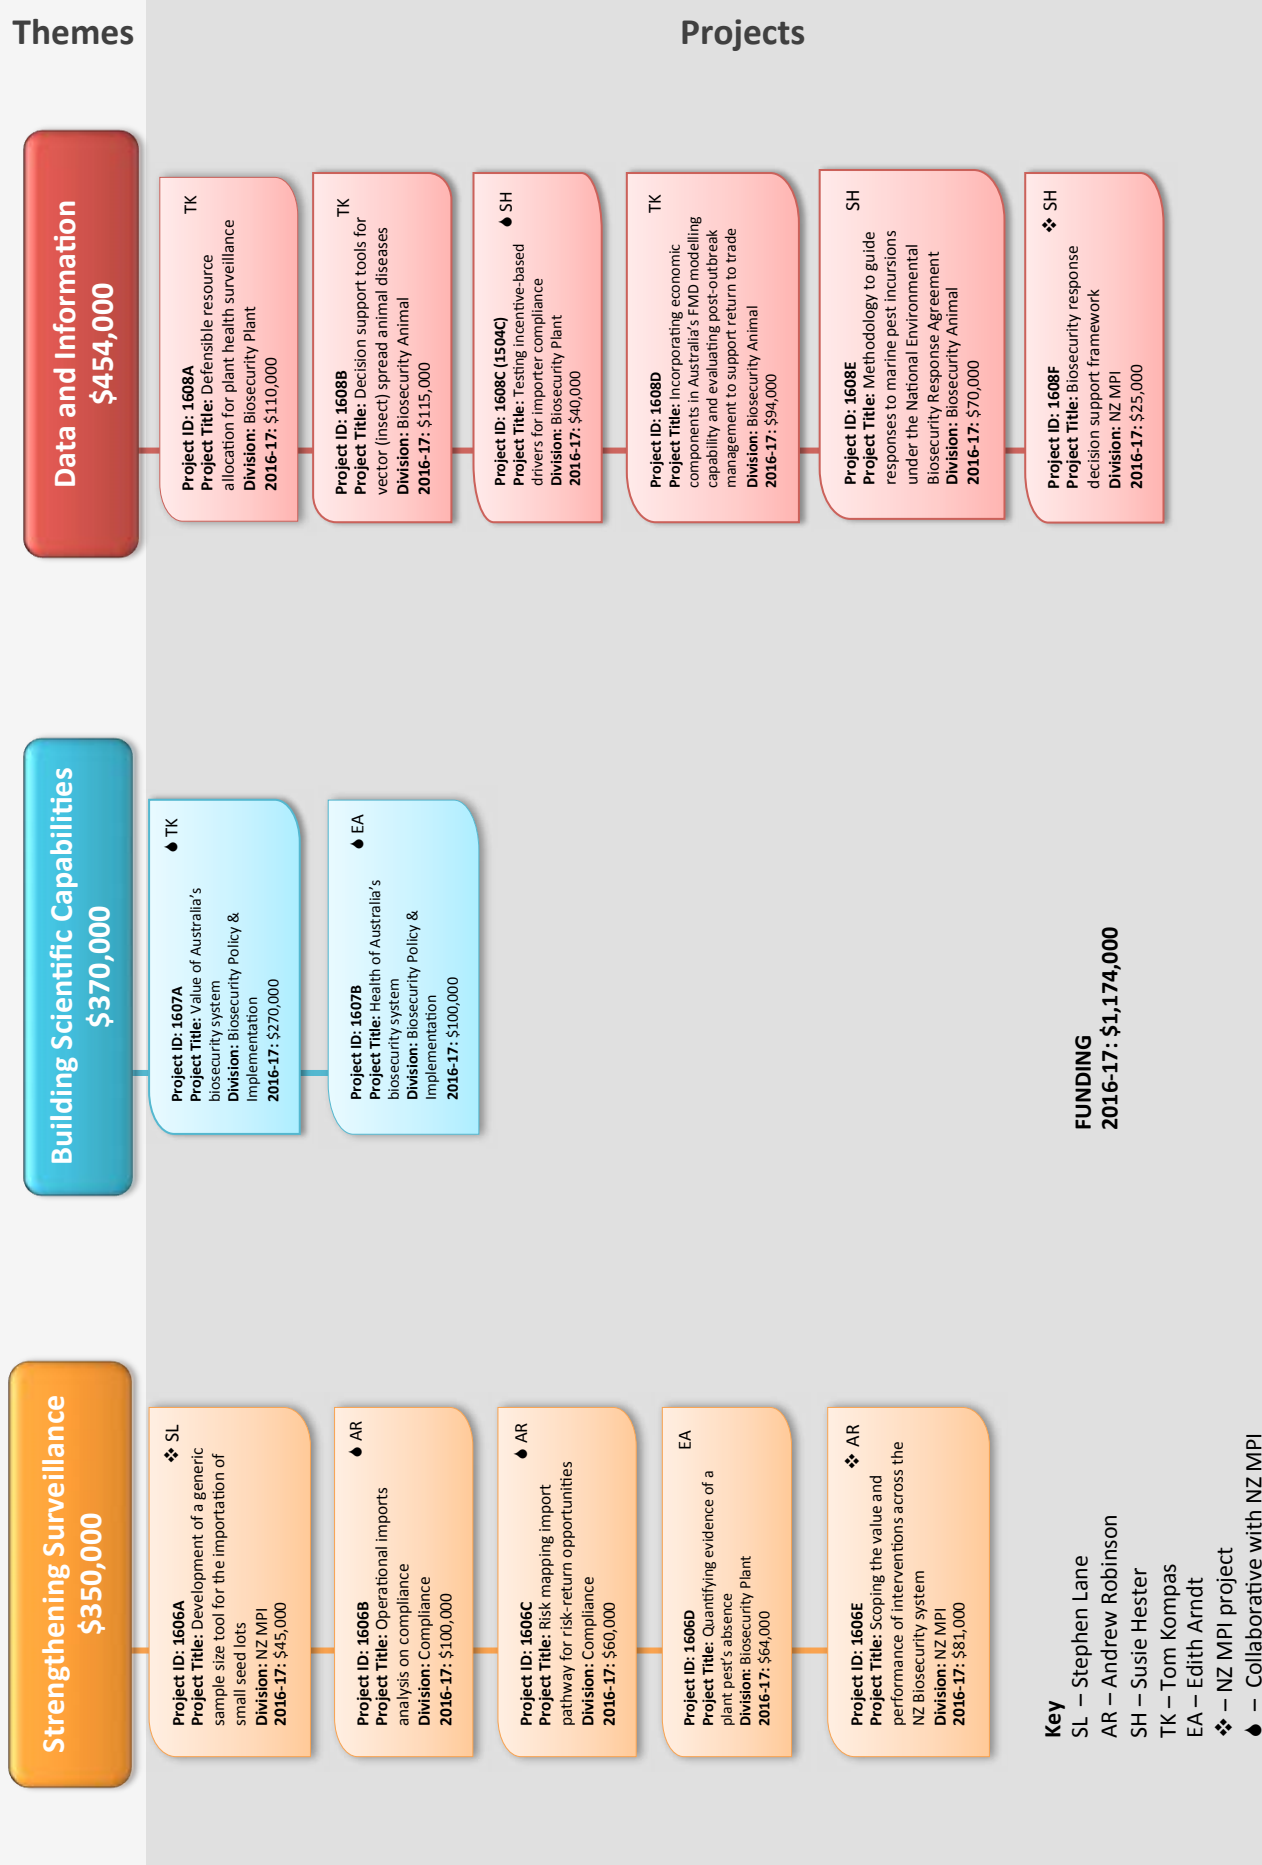 Themes
Projects
Strengthening Surveillance
$350,000
Project ID: 1606A
❖ SL
Project Title: Development of a generic
sample size tool for the importation of
small seed lots
Division: NZ MPI
2016-17: $45,000
Project ID: 1606B
⬧ AR
Project Title: Operational imports
analysis on compliance
Division: Compliance
2016-17: $100,000
Project ID: 1606C
⬧ AR
Project Title: Risk mapping import
pathway for risk-return opportunities
Division: Compliance
2016-17: $60,000
Project ID: 1606D
EA
Project Title: Quantifying evidence of a
plant pest’s absence
Division: Biosecurity Plant
2016-17: $64,000
Project ID: 1606E
❖ AR
Project Title: Scoping the value and
performance of interventions across the
NZ Biosecurity system
Division: NZ MPI
2016-17: $81,000
Building Scientific Capabilities
$370,000
Project ID: 1607A
⬧ TK
Project Title: Value of Australia’s
biosecurity system
Division: Biosecurity Policy &
Implementation
2016-17: $270,000
Project ID: 1607B
⬧ EA
Project Title: Health of Australia’s
biosecurity system
Division: Biosecurity Policy &
Implementation
2016-17: $100,000
Data and Information
$454,000
Project ID: 1608A
TK
Project Title: Defensible resource
allocation for plant health surveillance
Division: Biosecurity Plant
2016-17: $110,000
Project ID: 1608B
TK
Project Title: Decision support tools for
vector (insect) spread animal diseases
Division: Biosecurity Animal
2016-17: $115,000
Project ID: 1608C (1504C)
⬧ SH
Project Title: Testing incentive-based
drivers for importer compliance
Division: Biosecurity Plant
2016-17: $40,000
Project ID: 1608D
TK
Project Title: Incorporating economic
components in Australia’s FMD modelling
capability and evaluating post-outbreak
management to support return to trade
Division: Biosecurity Animal
2016-17: $94,000
Project ID: 1608E
SH
Project Title: Methodology to guide
responses to marine pest incursions
under the National Environmental
Biosecurity Response Agreement
Division: Biosecurity Animal
2016-17: $70,000
Project ID: 1608F
❖ SH
Project Title: Biosecurity response
decision support framework
Division: NZ MPI
2016-17: $25,000
Key
SL – Stephen Lane
AR – Andrew Robinson
SH – Susie Hester
TK – Tom Kompas
EA – Edith Arndt
❖ – NZ MPI project
⬧ – Collaborative with NZ MPI
FUNDING
2016-17: $1,174,000